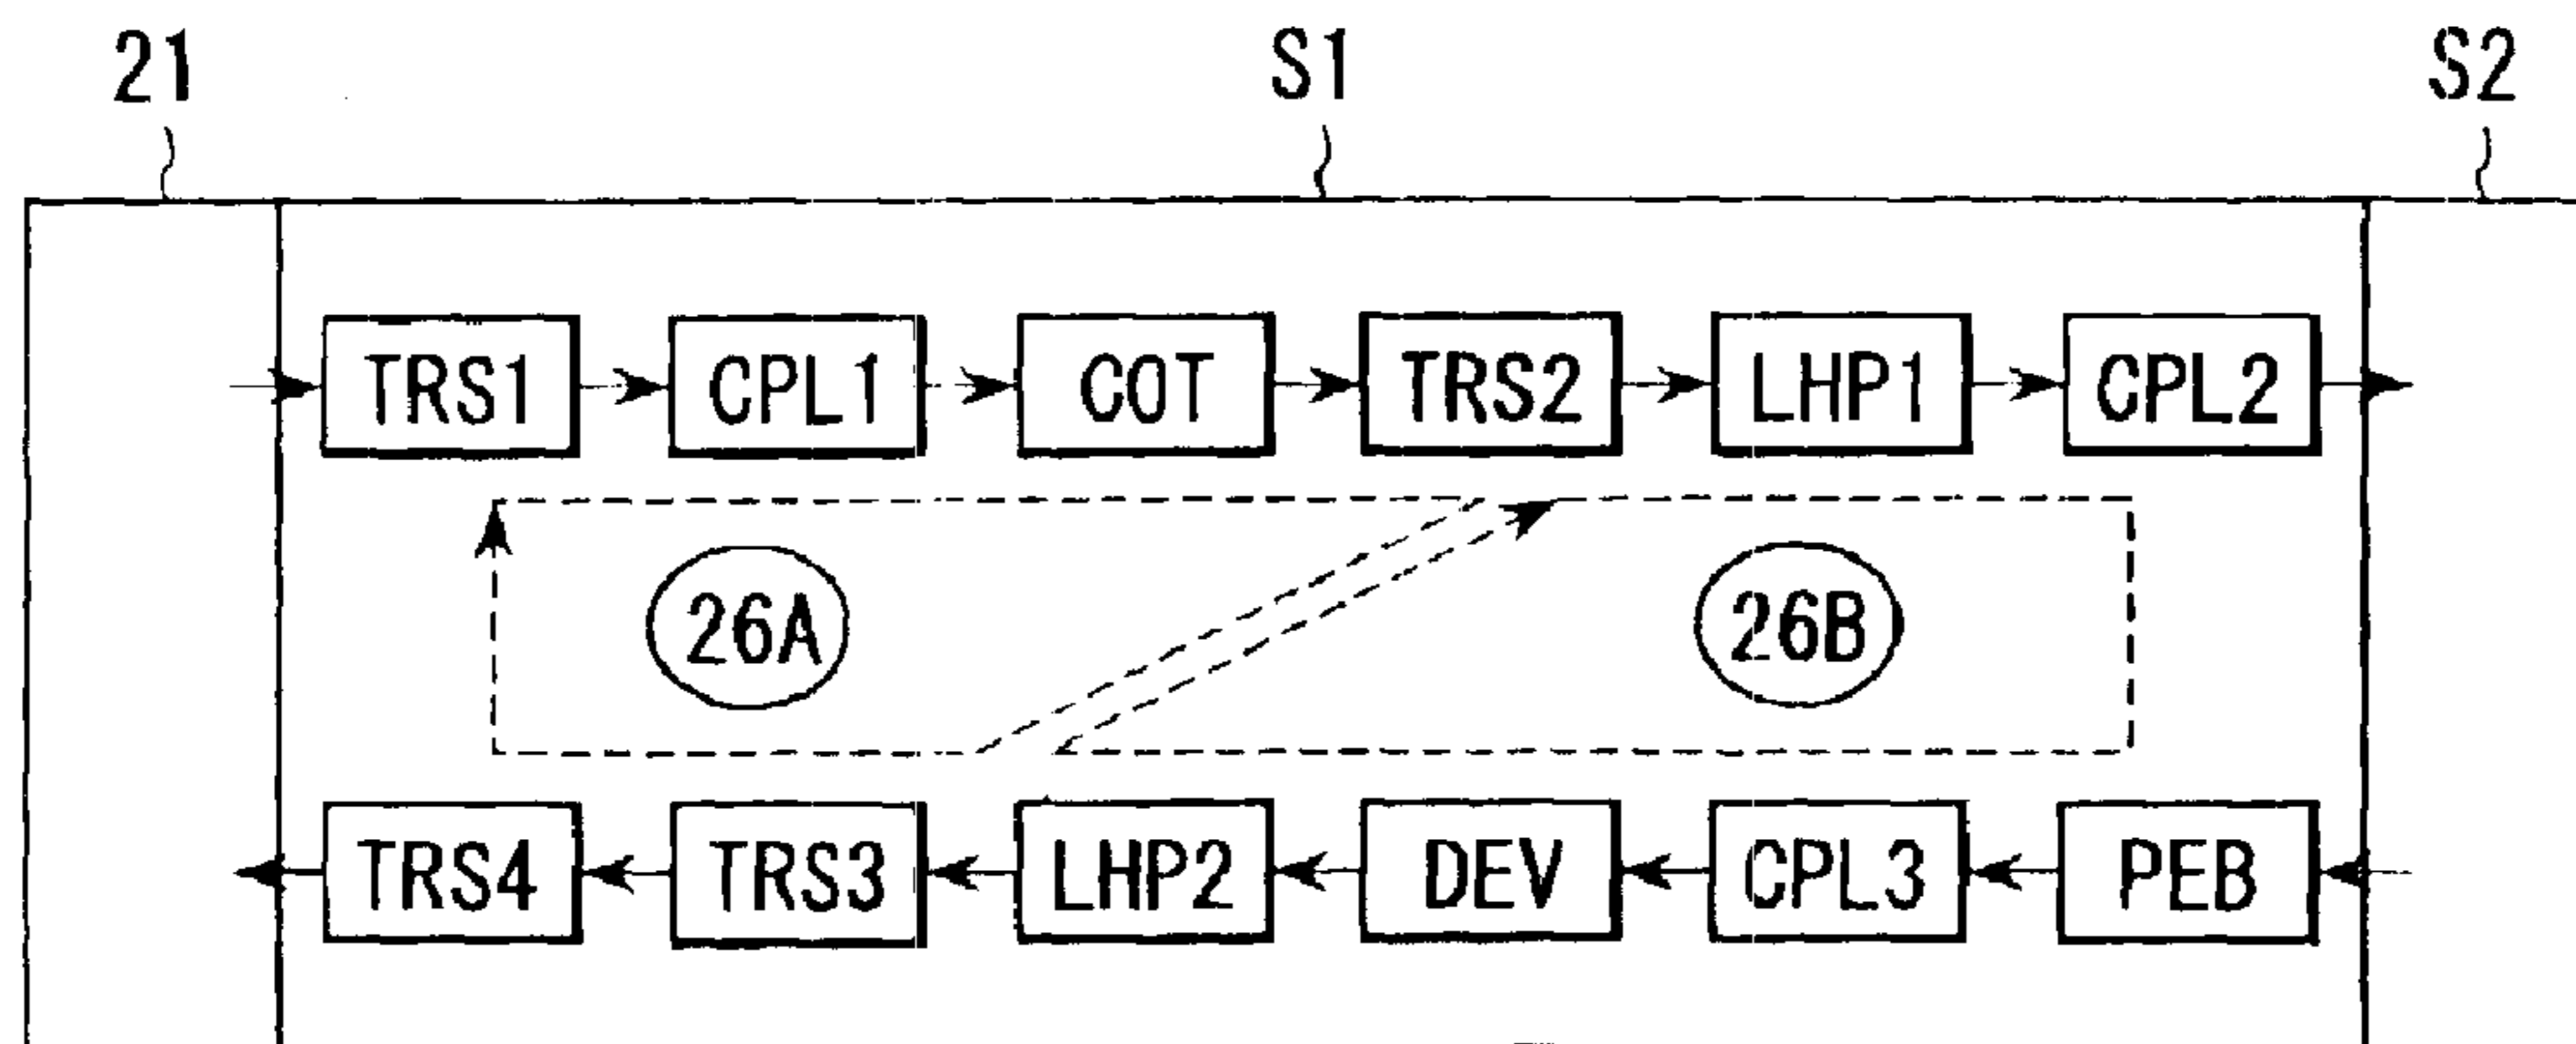 21 S1 S2
TRS1 CPL1 COT TRS2 LHP1 CPL2
26A 26B
TRS4 TRS3 LHP2 DEV CPL3 PEB